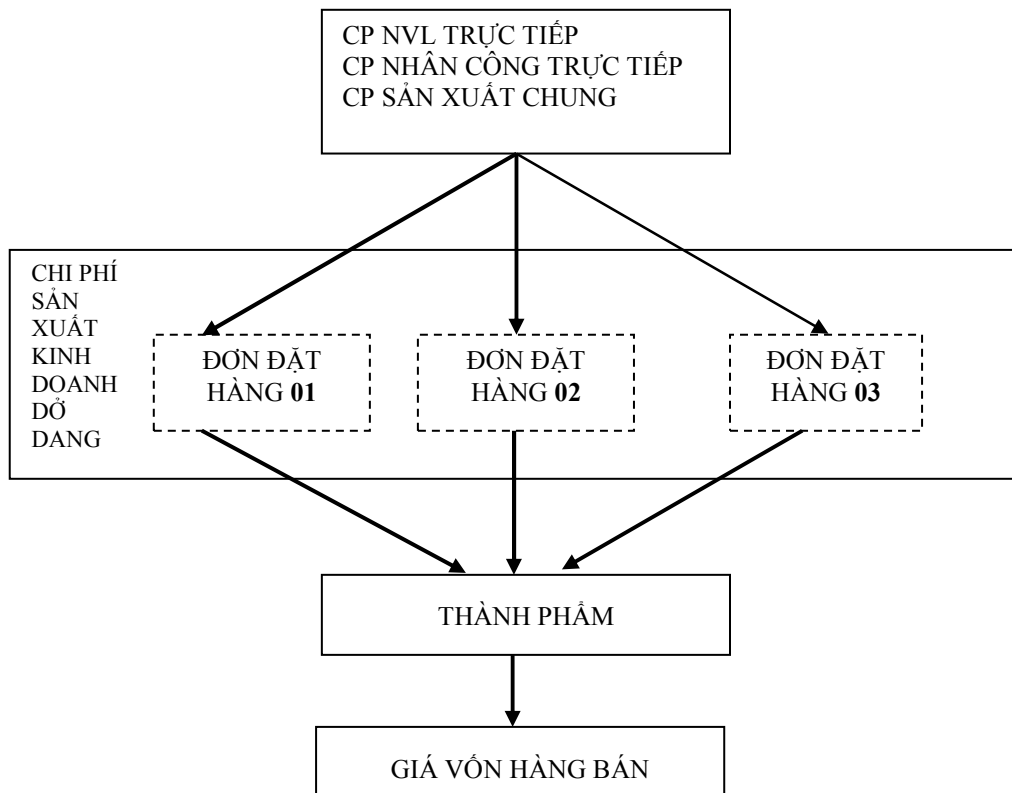 CP NVL TRỰC TIẾP
CP NHÂN CÔNG TRỰC TIẾP
CP SẢN XUẤT CHUNG
CHI PHÍ
SẢN
XUẤT
KINH
DOANH
DỞ
DANG
ĐƠN ĐẶT
HÀNG 01
ĐƠN ĐẶT
HÀNG 02
ĐƠN ĐẶT
HÀNG 03
THÀNH PHẨM
GIÁ VỐN HÀNG BÁN